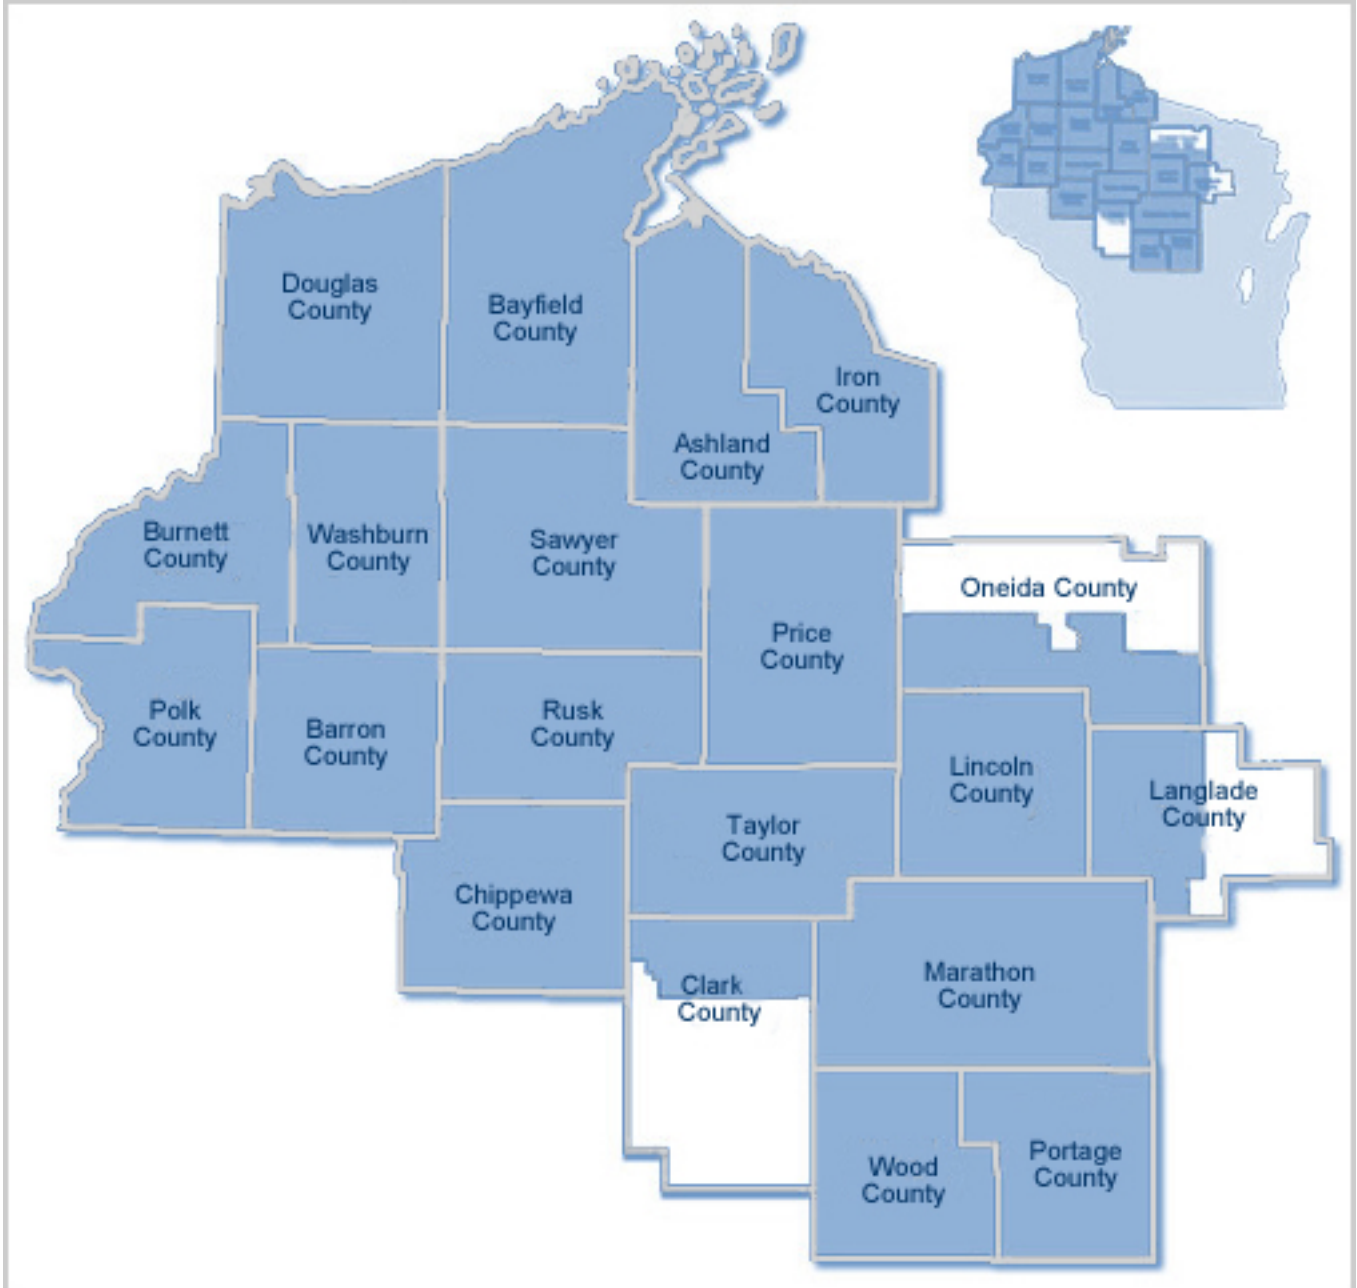 Douglas
County
Bayfield
County
Iron
County
Ashland
County
Burnett
County
Washburn
County
Sawyer
County
Oneida County
Price
County
Polk
County
Barron
County
Rusk
County
Lincoln
County
Langlade
County
Taylor
County
Chippewa
County
Clark
County
Marathon
County
Wood
County
Portage
County